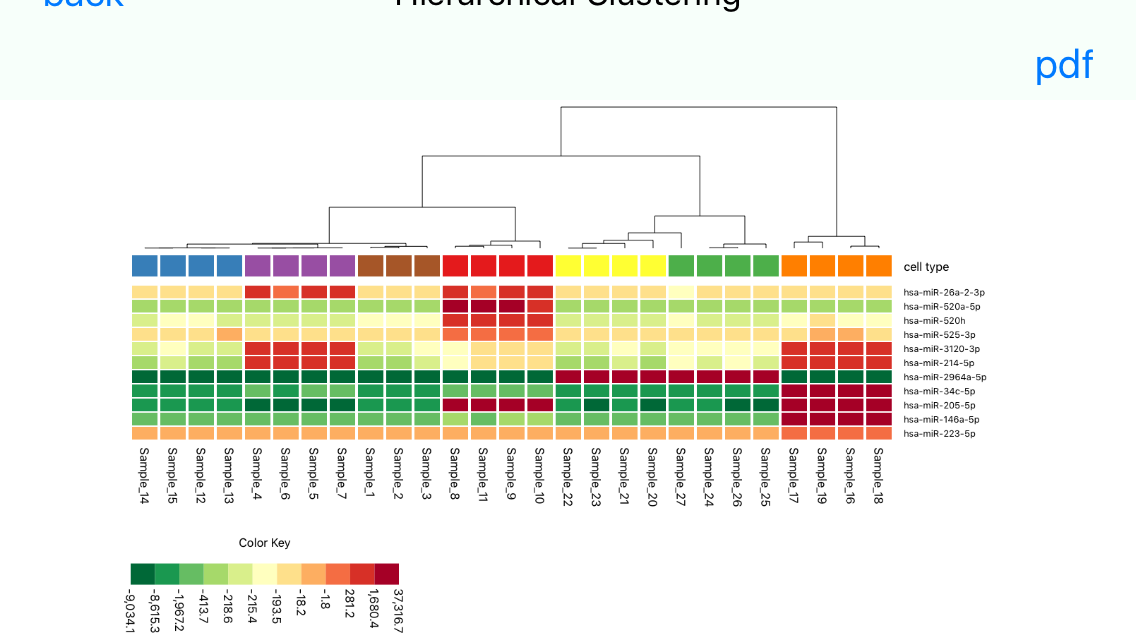 back
Hierarchical Clustering
pdf
cell type
hsa-miR-26a-2-3p
hsa-miR-520a-5p
hsa-miR-520h
hsa-miR-525-3p
hsa-miR-3120-3p
hsa-miR-214-5p
hsa-miR-2964a-5p
hsa-miR-34c-5p
hsa-miR-205-5p
hsa-miR-146a-5p
hsa-miR-223-5p
Sample_14
Sample_15
Sample_12
Sample_13
Sample_4
Sample_6
Sample_5
Sample_7
Sample_1
Sample_2
Sample_3
Sample_8
Sample_11
Sample_9
Sample_10
Sample_22
Sample_23
Sample_21
Sample_20
Sample_27
Sample_24
Sample_26
Sample_25
Sample_17
Sample_19
Sample_16
Sample_18
Color Key
-9,034.1
-8,615.3
-1,967.2
-413.7
-218.6
-215.4
-193.5
-18.2
-1.8
281.2
1,680.4
37,316.7